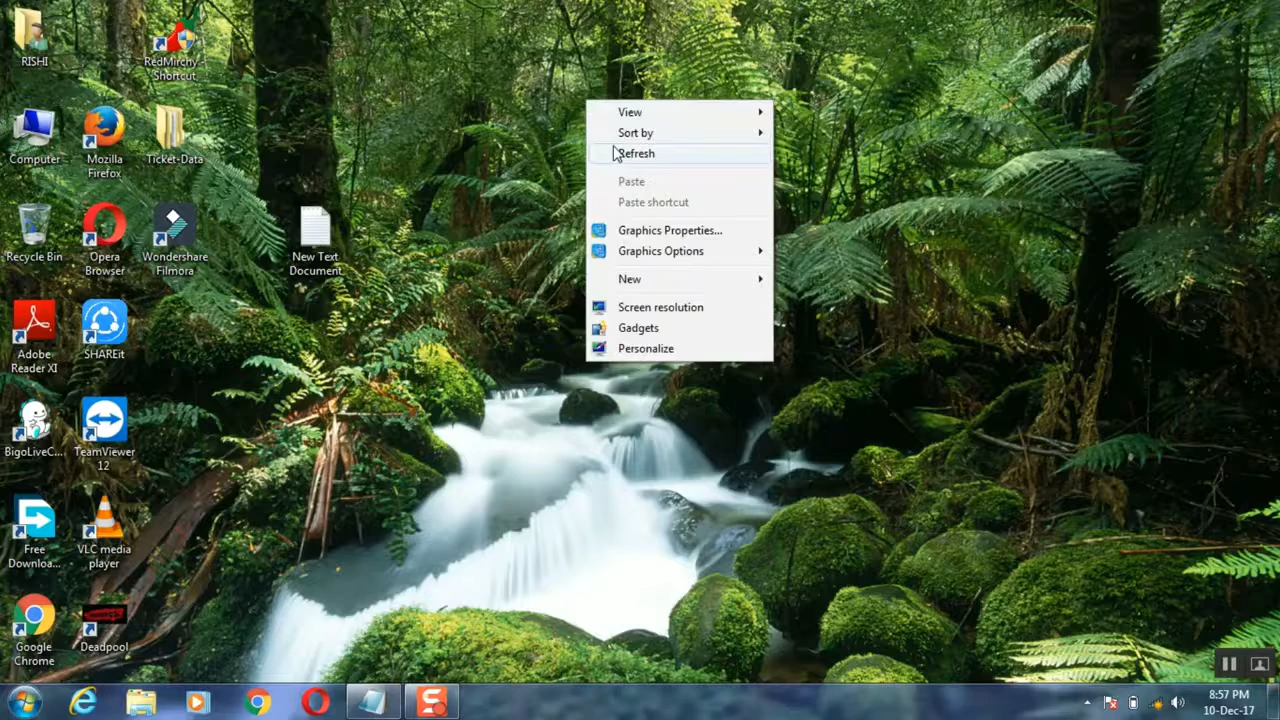 RISHI
RedMirchy -
Shortcut
Computer
Mozilla
Firefox
Ticket-Data
Recycle Bin
Opera
Browser
Wondershare
Filmora
New Text
Document
Adobe
Reader XI
SHAREit
BigoLiveC...
TeamViewer
12
Free
Downloa...
VLC media
player
Google
Chrome
Deadpool
View
Sort by
Refresh
Paste
Paste shortcut
Graphics Properties...
Graphics Options
New
Screen resolution
Gadgets
Personalize
8:57 PM
10-Dec-17